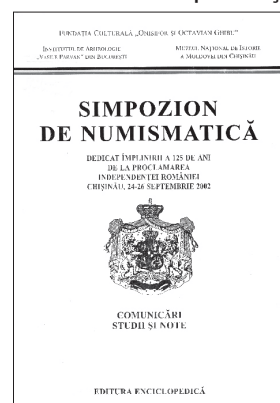 FUNDAȚIA CULTURALĂ „ONISIFOR ȘI OCTAVIAN GHIBU”
INSTITUTUL DE ARHEOLOGIE
„VASILE PÂRVAN” DIN BUCUREȘTI
MUZEUL NAȚIONAL DE ISTORIE
A MOLDOVEI DIN CHIȘINĂU
SIMPOZION
DE NUMISMATICĂ
DEDICAT ÎMPLINIRII A 125 DE ANI
DE LA PROCLAMAREA
INDEPENDENȚEI ROMÂNIEI
CHIȘINĂU, 24-26 SEPTEMBRIE 2002
COMUNICĂRI
STUDII ȘI NOTE
EDITURA ENCICLOPEDICĂ